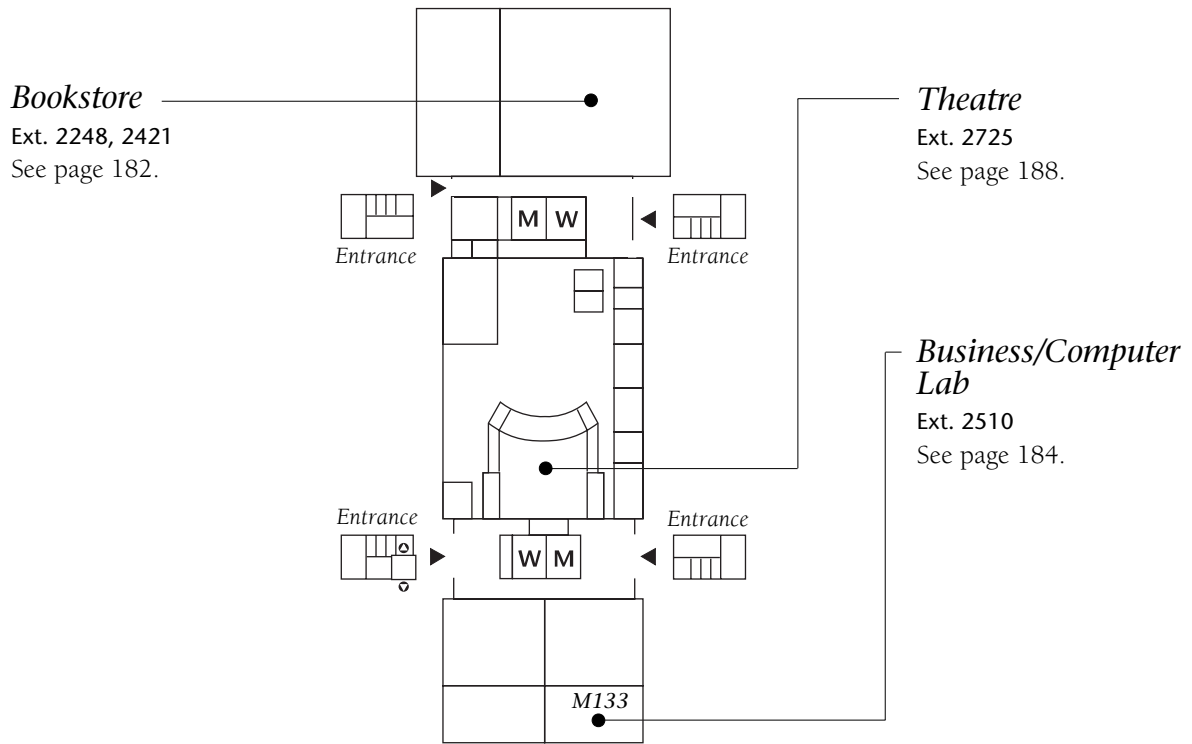 Bookstore
Ext. 2248, 2421
See page 182.
Theatre
Ext. 2725
See page 188.
M W
Entrance
Entrance
Business/Computer
Lab
Ext. 2510
See page 184.
Entrance
Entrance
W M
M133